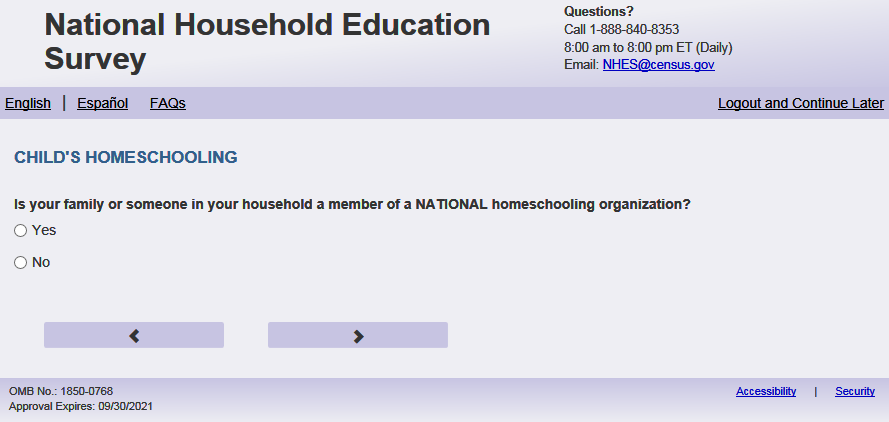 National Household Education
Survey
Questions?
Call 1-888-840-8353
8:00 am to 8:00 pm ET (Daily)
Email: NHES@census.gov
English | Español FAQs Logout and Continue Later
CHILD'S HOMESCHOOLING
Is your family or someone in your household a member of a NATIONAL homeschooling organization?
Yes
No
OMB No.: 1850-0768
Approval Expires: 09/30/2021
Accessibility | Security